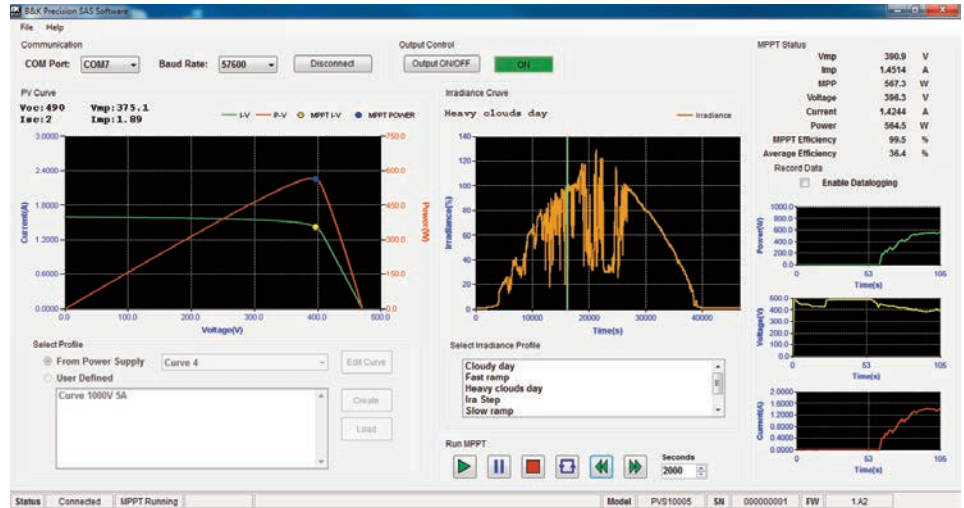 B&K Precision SAS Software
File Help
Communication
COM Port: COM7 Baud Rate: 57600 Disconnect
Output Control
Output ON/OFF ON
PV Curve
Voc:490 Vmp:375.1
Isc:2 Imp:1.89
I-V P-V MPPT I-V MPPT POWER
3.0000
2.4000
1.8000
1.2000
0.6000
0.0000
Current(A)
750.0
600.0
450.0
300.0
150.0
0.0
Power(W)
0.0 100.0 200.0 300.0 400.0 500.0
Voltage(V)
Select Profile
From Power Supply Curve 4 Edit Curve
User Defined
Curve 1000V 5A
Create
Load
Irradiance Cruve
Heavy clouds day Irradiance
140
120
100
80
60
40
20
0
Irradiance(%)
0 10000 20000 30000 40000
Time(s)
Select Irradiance Profile
Cloudy day
Fast ramp
Heavy clouds day
Ira Step
Slow ramp
Run MPPT
Seconds
2000
MPPT Status
Vmp 390.9 V
Imp 1.4514 A
MPP 567.3 W
Voltage 396.3 V
Current 1.4244 A
Power 564.5 W
MPPT Efficiency 99.5 %
Average Efficiency 36.4 %
Record Data
Enable Datalogging
1000.0
800.0
600.0
400.0
200.0
0.0
Power(W)
0 53 105
Time(s)
500.0
400.0
300.0
200.0
100.0
0.0
Voltage(V)
0 53 105
Time(s)
2.0000
1.6000
1.2000
0.8000
0.4000
0.0000
Current(A)
0 53 105
Time(s)
Status Connected MPPT Running Model PVS10005 SN 000000001 FW 1.A2